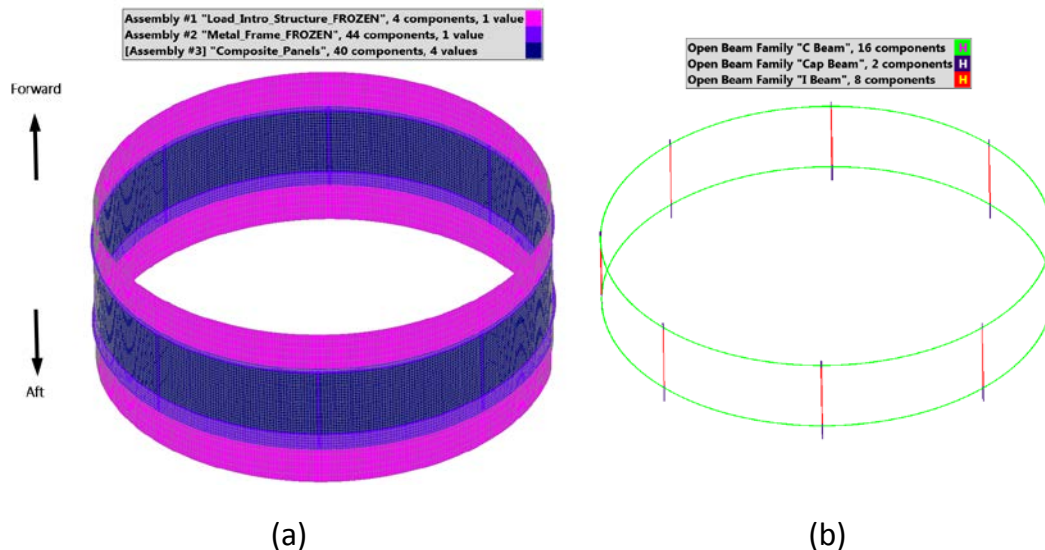 Assembly #1 "Load_Intro_Structure_FROZEN", 4 components, 1 value
Assembly #2 "Metal_Frame_FROZEN", 44 components, 1 value
[Assembly #3] "Composite_Panels", 40 components, 4 values
Forward
Aft
(a)
Open Beam Family "C Beam", 16 components H
Open Beam Family "Cap Beam", 2 components H
Open Beam Family "I Beam", 8 components H
(b)